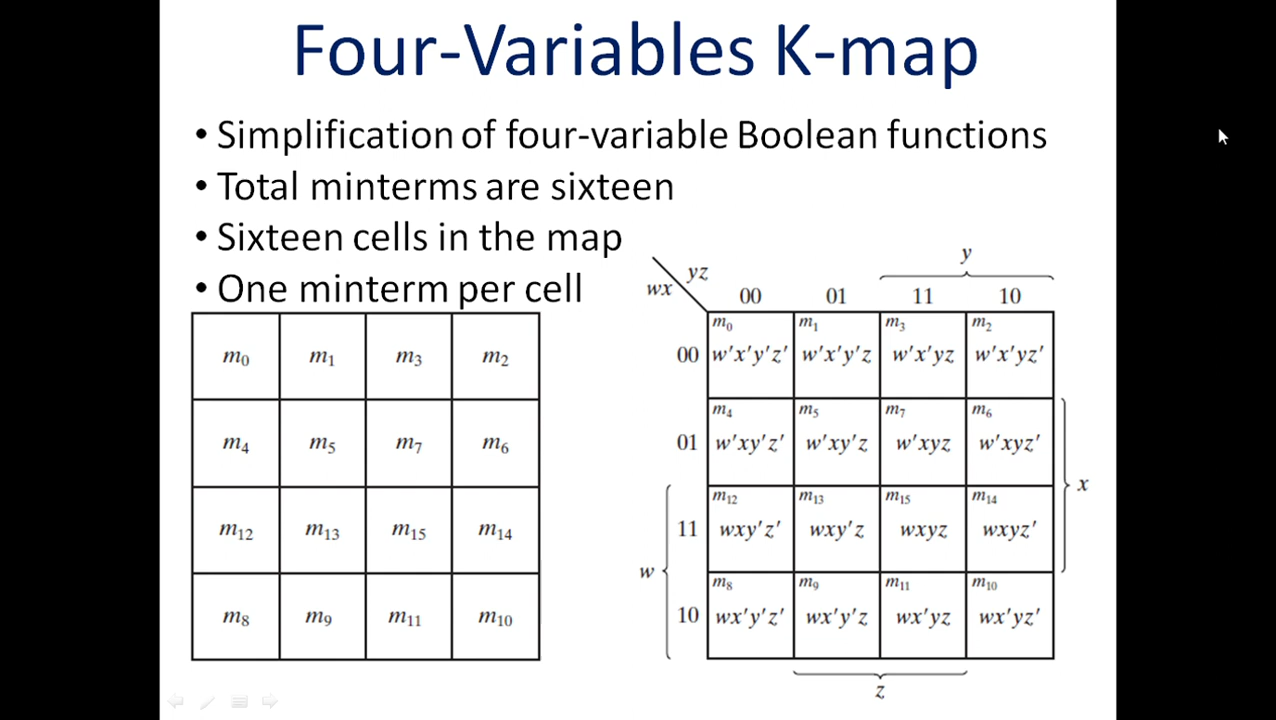 Four-Variables K-map
• Simplification of four-variable Boolean functions
• Total minterms are sixteen
• Sixteen cells in the map
• One minterm per cell
m0 m1 m3 m2
m4 m5 m7 m6
m12 m13 m15 m14
m8 m9 m11 m10
y
yz
wx
00 01 11 10
m0 m1 m3 m2
00 w'x'y'z' w'x'y'z w'x'yz w'x'yz'
m4 m5 m7 m6
01 w'xy'z' w'xy'z w'xyz w'xyz'
x
m12 m13 m15 m14
11 wxy'z' wxy'z wxyz wxyz'
w
m8 m9 m11 m10
10 wx'y'z' wx'y'z wx'yz wx'yz'
z